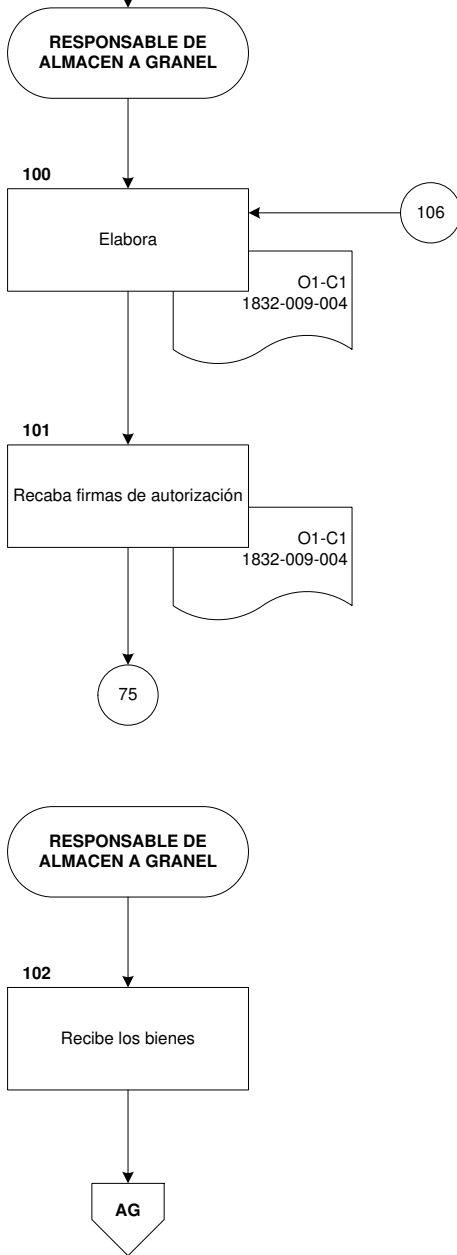 RESPONSABLE DE
ALMACEN A GRANEL
100
106
Elabora
O1-C1
1832-009-004
101
Recaba firmas de autorización
O1-C1
1832-009-004
75
RESPONSABLE DE
ALMACEN A GRANEL
102
Recibe los bienes
AG